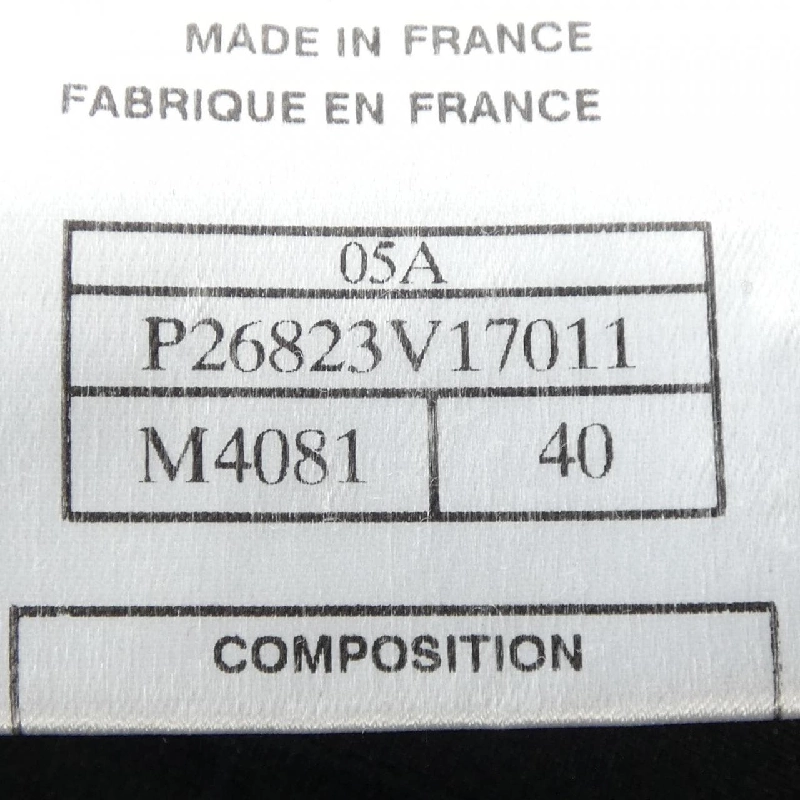 MADE IN FRANCE
FABRIQUE EN FRANCE
05A
P26823V17011
M4081 40
COMPOSITION